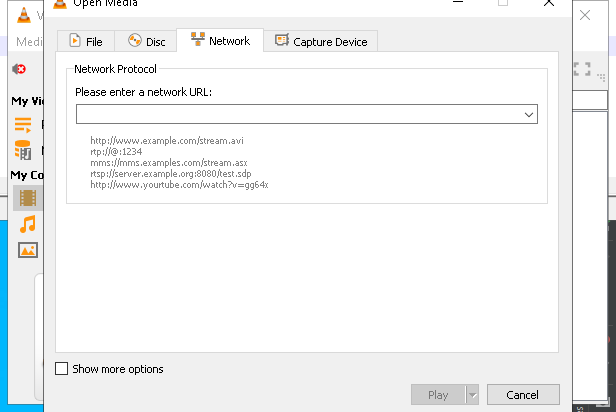 Open Media
Medi
File
Disc
Network
Capture Device
Network Protocol
Please enter a network URL:
http://www.example.com/stream.avi
rtp://@:1234
mms://mms.examples.com/stream.asx
rtsp://server.example.org:8080/test.sdp
http://www.yourtube.com/watch?v=gg64x
My Vi
My Co
Show more options
Play
Cancel